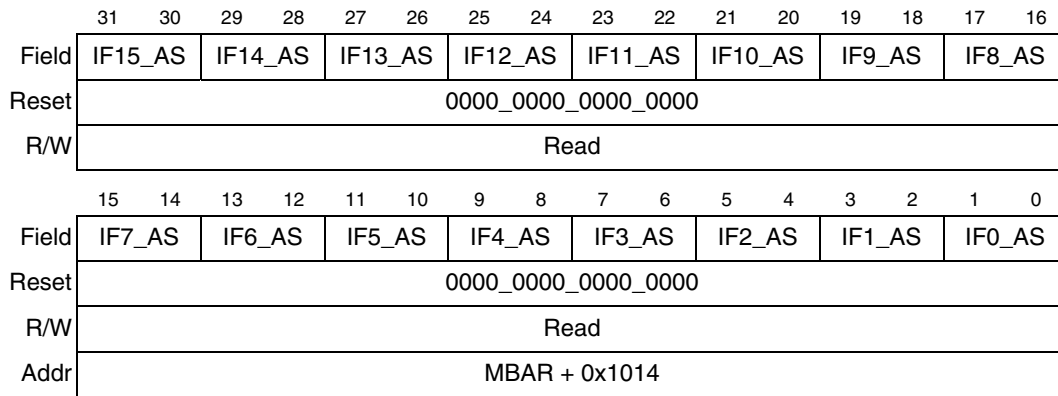 31 30 29 28 27 26 25 24 23 22 21 20 19 18 17 16
Field IF15_AS IF14_AS IF13_AS IF12_AS IF11_AS IF10_AS IF9_AS IF8_AS
Reset 0000_0000_0000_0000
R/W Read
15 14 13 12 11 10 9 8 7 6 5 4 3 2 1 0
Field IF7_AS IF6_AS IF5_AS IF4_AS IF3_AS IF2_AS IF1_AS IF0_AS
Reset 0000_0000_0000_0000
R/W Read
Addr MBAR + 0x1014